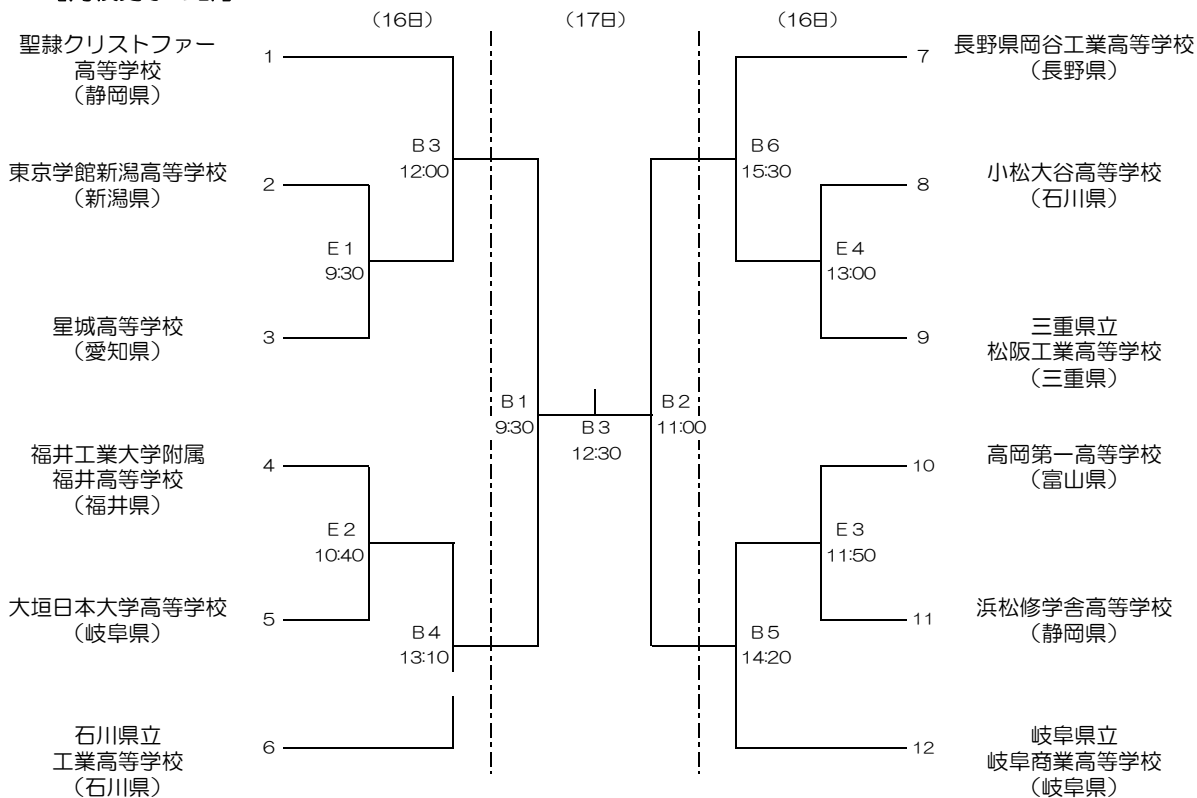 （16日）
（17日）
（16日）
聖隷クリストファー
高等学校
（静岡県）
1
7
長野県岡谷工業高等学校
（長野県）
B3
12:00
B6
15:30
東京学館新潟高等学校
（新潟県）
2
8
小松大谷高等学校
（石川県）
E1
9:30
E4
13:00
星城高等学校
（愛知県）
3
9
三重県立
松阪工業高等学校
（三重県）
B1
9:30
B3
12:30
B2
11:00
福井工業大学附属
福井高等学校
（福井県）
4
10
高岡第一高等学校
（富山県）
E2
10:40
E3
11:50
大垣日本大学高等学校
（岐阜県）
5
11
浜松修学舎高等学校
（静岡県）
B4
13:10
B5
14:20
石川県立
工業高等学校
（石川県）
6
12
岐阜県立
岐阜商業高等学校
（岐阜県）